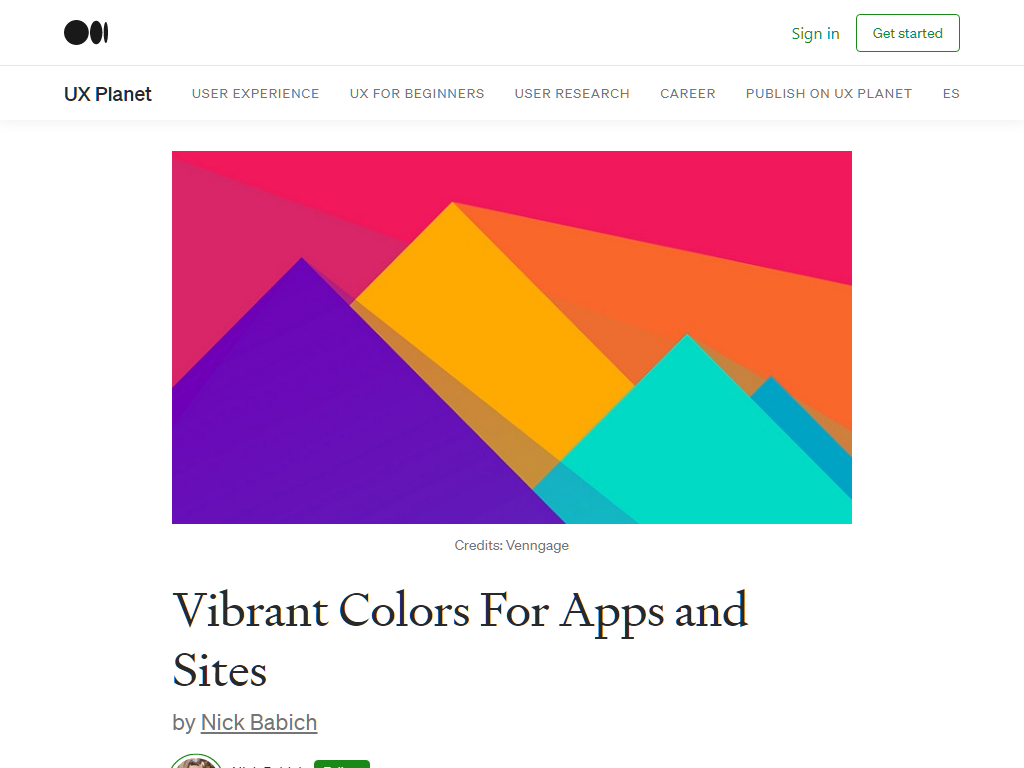 Sign in
Get started
UX Planet
USER EXPERIENCE
UX FOR BEGINNERS
USER RESEARCH
CAREER
PUBLISH ON UX PLANET
ES
Credits: Venngage
Vibrant Colors For Apps and
Sites
by Nick Babich